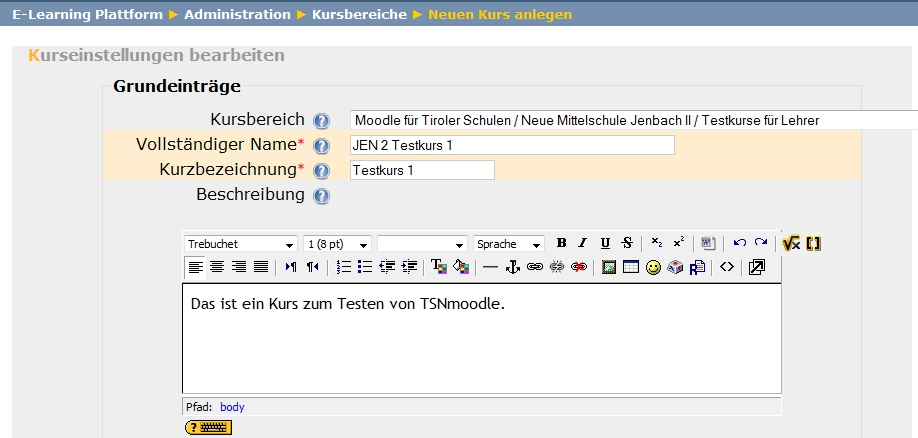 E-Learning Plattform ► Administration ► Kursbereiche ► Neuen Kurs anlegen
Kurseinstellungen bearbeiten
Grundeinträge
Kursbereich Moodle für Tiroler Schulen / Neue Mittelschule Jenbach II / Testkurse für Lehrer
Vollständiger Name* JEN 2 Testkurs 1
Kurzbezeichnung* Testkurs 1
Beschreibung
Trebuchet 1 (8 pt) Sprache B I U S x₂ x²
Das ist ein Kurs zum Testen von TSNmoodle.
Pfad: body